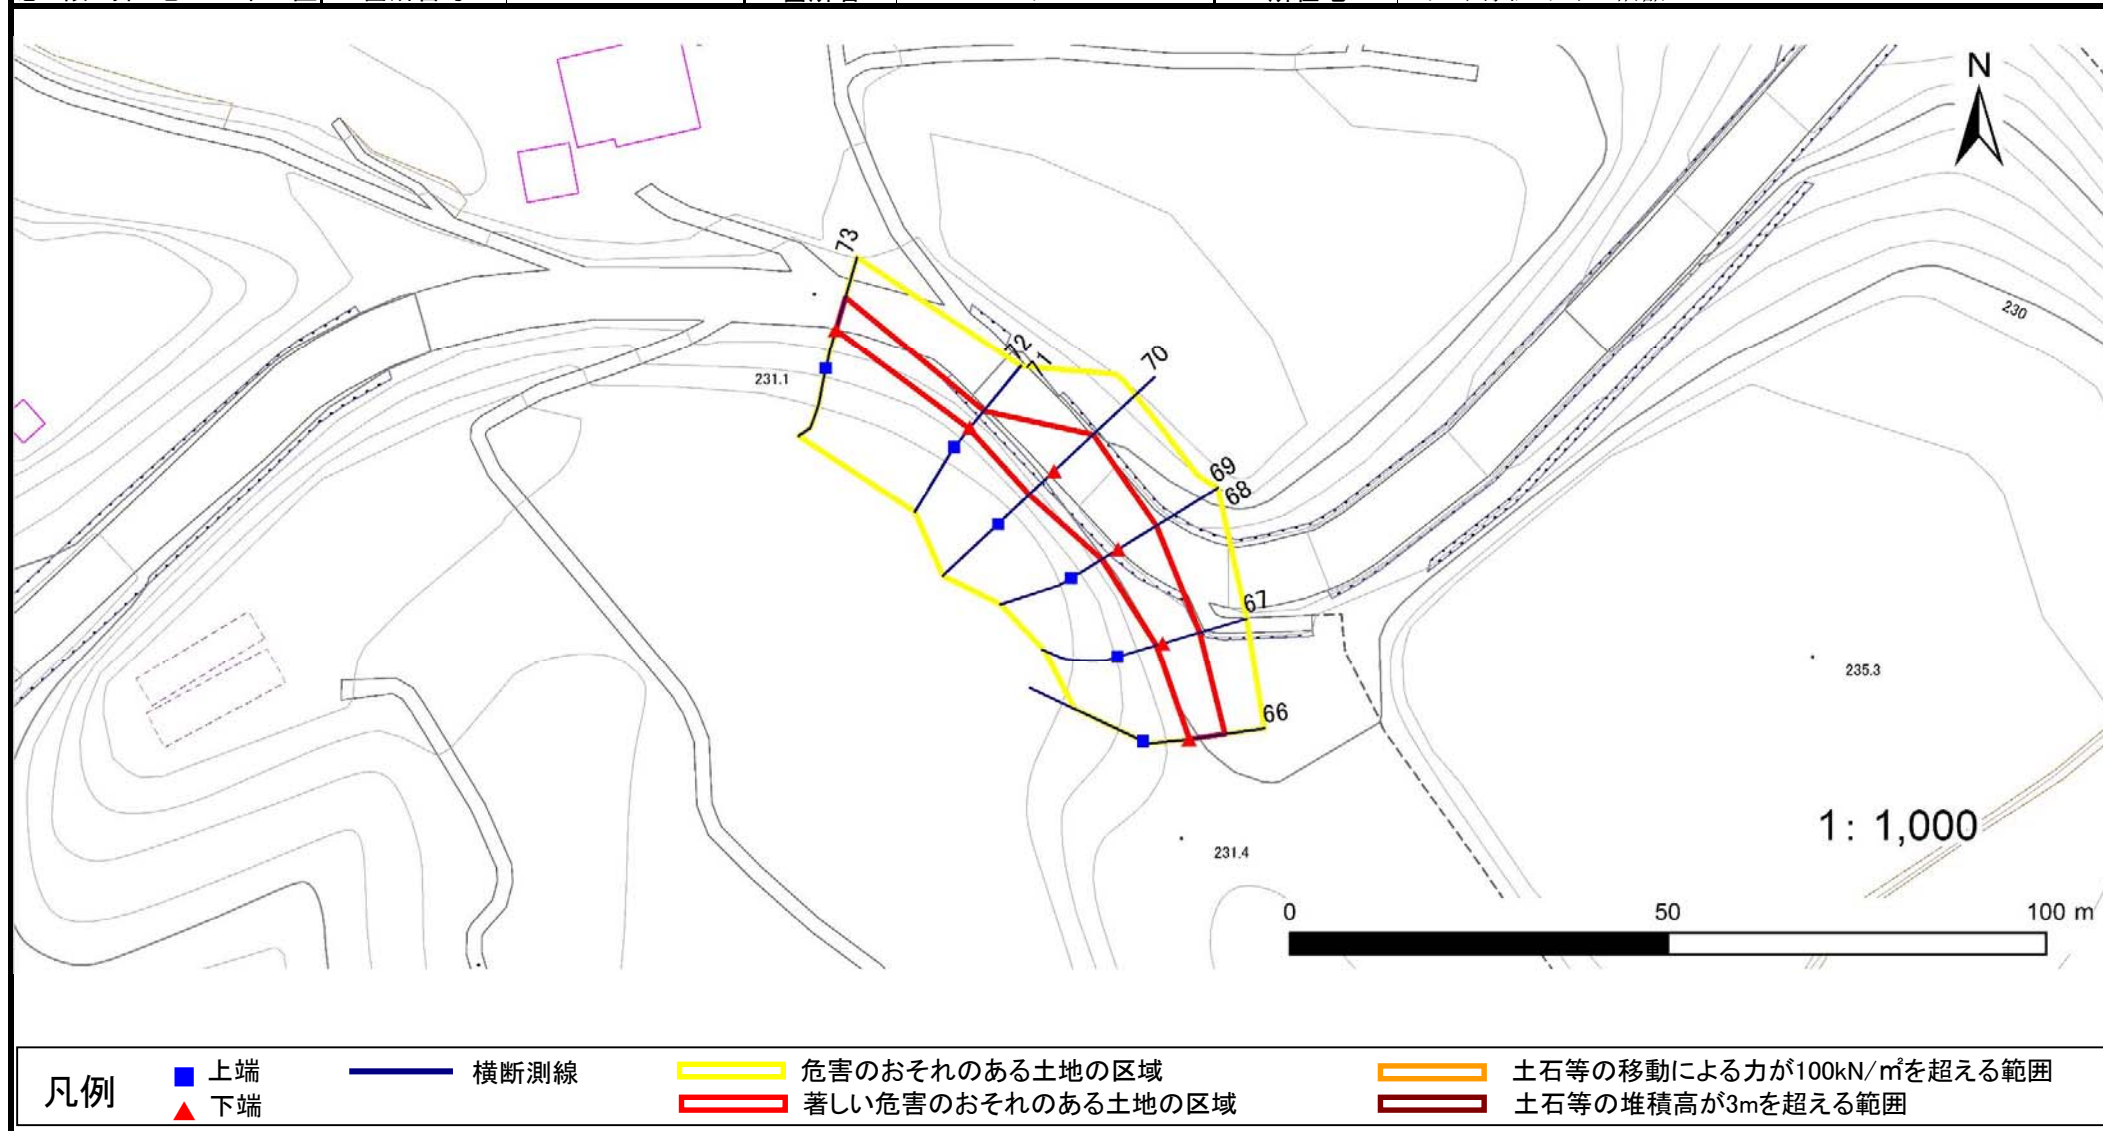 N
73
72
71
70
69
68
67
66
231.1
230
235.3
231.4
1: 1,000
0 50 100 m
凡例
上端
下端
横断測線
危害のおそれのある土地の区域
著しい危害のおそれのある土地の区域
土石等の移動による力が100kN/㎡を超える範囲
土石等の堆積高が3mを超える範囲